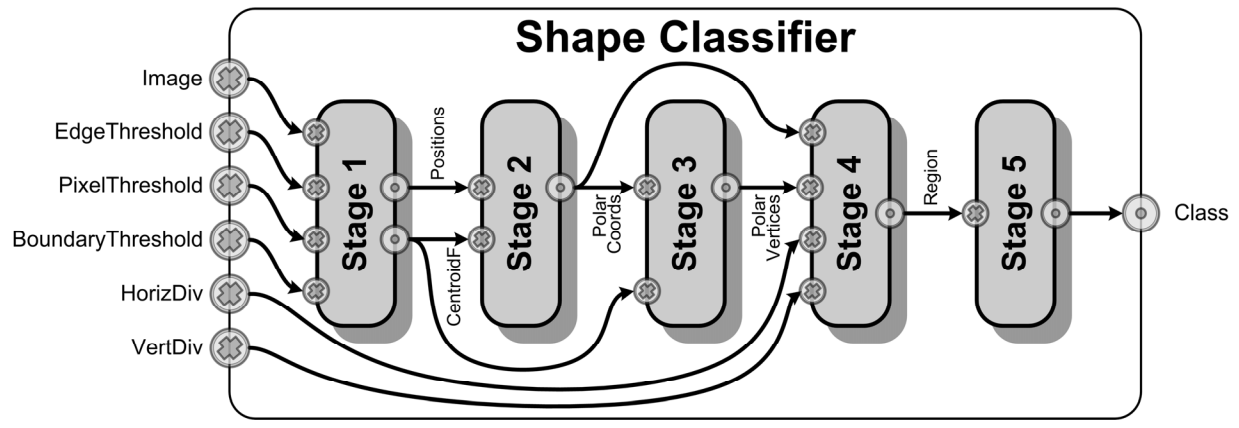 Shape Classifier
Image
EdgeThreshold
PixelThreshold
BoundaryThreshold
HorizDiv
VertDiv
Stage 1
Positions
CentroidF
Stage 2
Polar
Coords
Stage 3
Polar
Vertices
Stage 4
Region
Stage 5
Class